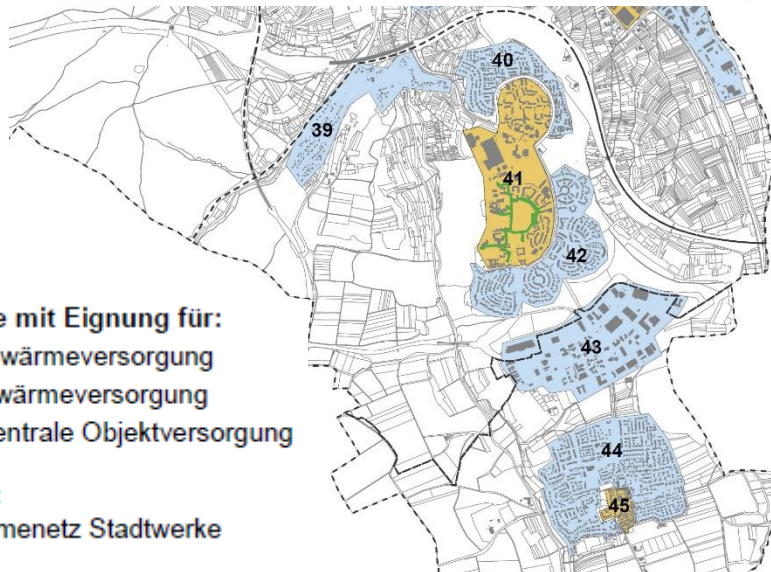 40
39
41
42
e mit Eignung für:
wärmeversorgung
43
wärmeversorgung
entrale Objektversorgung
44
:
menetz Stadtwerke
45